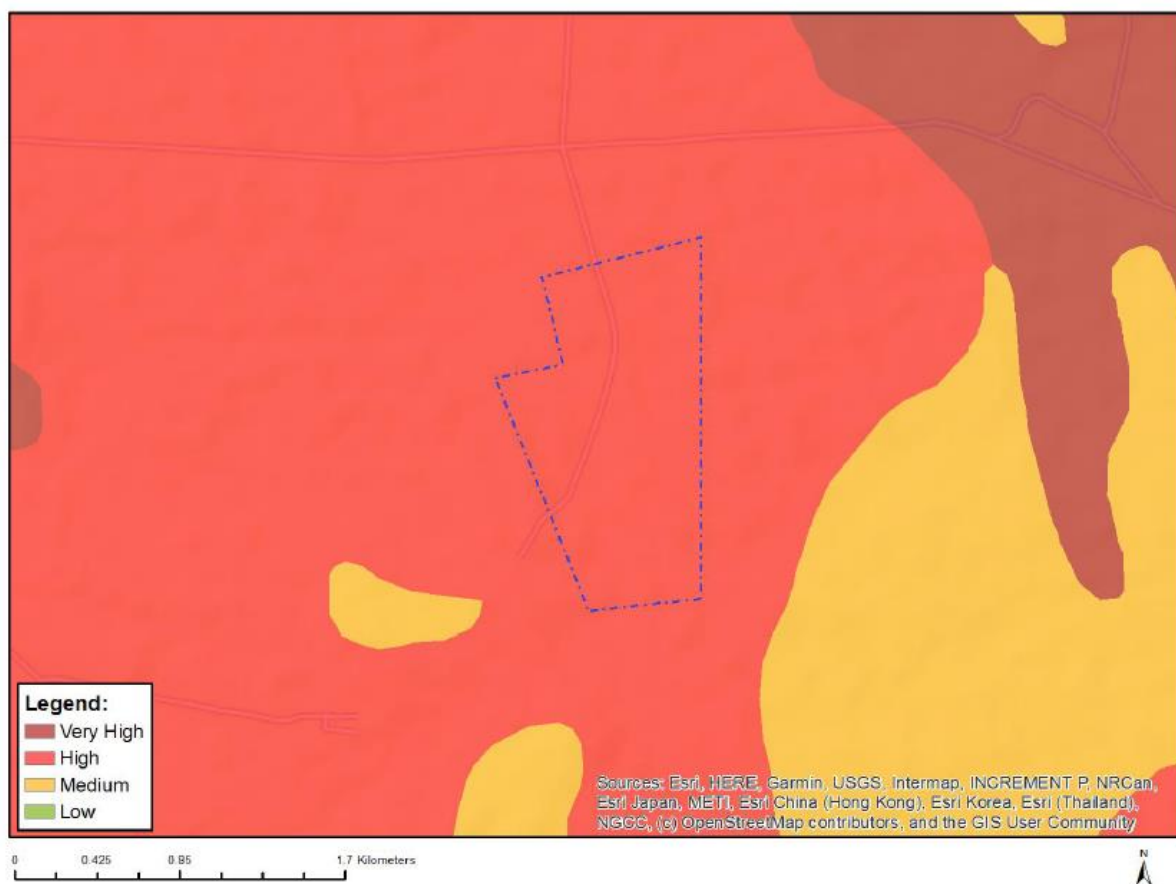 Legend:
Very High
High
Medium
Low
Sources: Esri, HERE, Garmin, USGS, Intermap, INCREMENT P, NRCan,
Esri Japan, METI, Esri China (Hong Kong), Esri Korea, Esri (Thailand),
NGCC, (c) OpenStreetMap contributors, and the GIS User Community
0 0.425 0.85 1.7 Kilometers
N